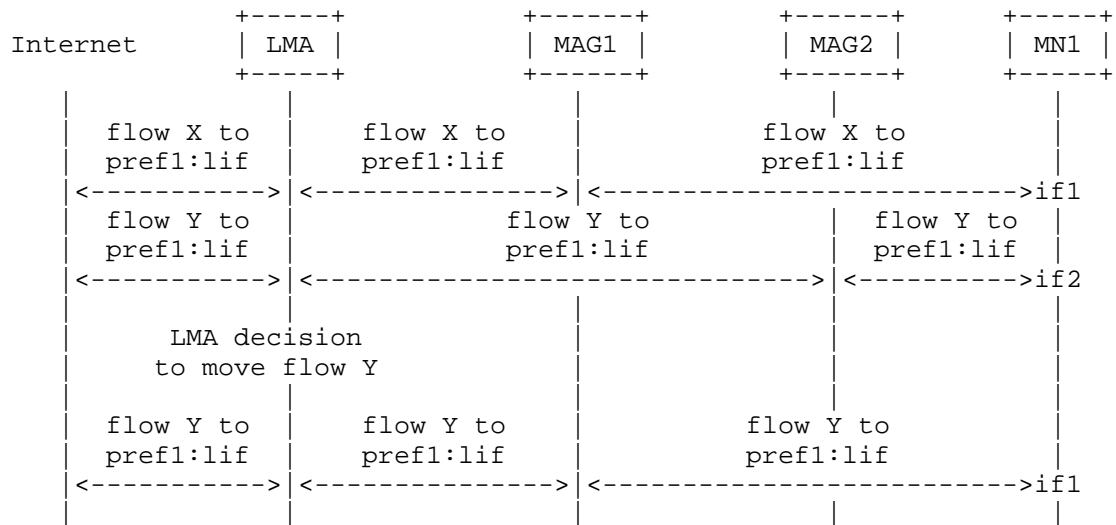 Internet LMA MAG1 MAG2 MN1
flow X to flow X to flow X to
pref1:lif pref1:lif pref1:lif
if1
flow Y to flow Y to flow Y to
pref1:lif pref1:lif pref1:lif
if2
LMA decision
to move flow Y
flow Y to flow Y to flow Y to
pref1:lif pref1:lif pref1:lif
if1